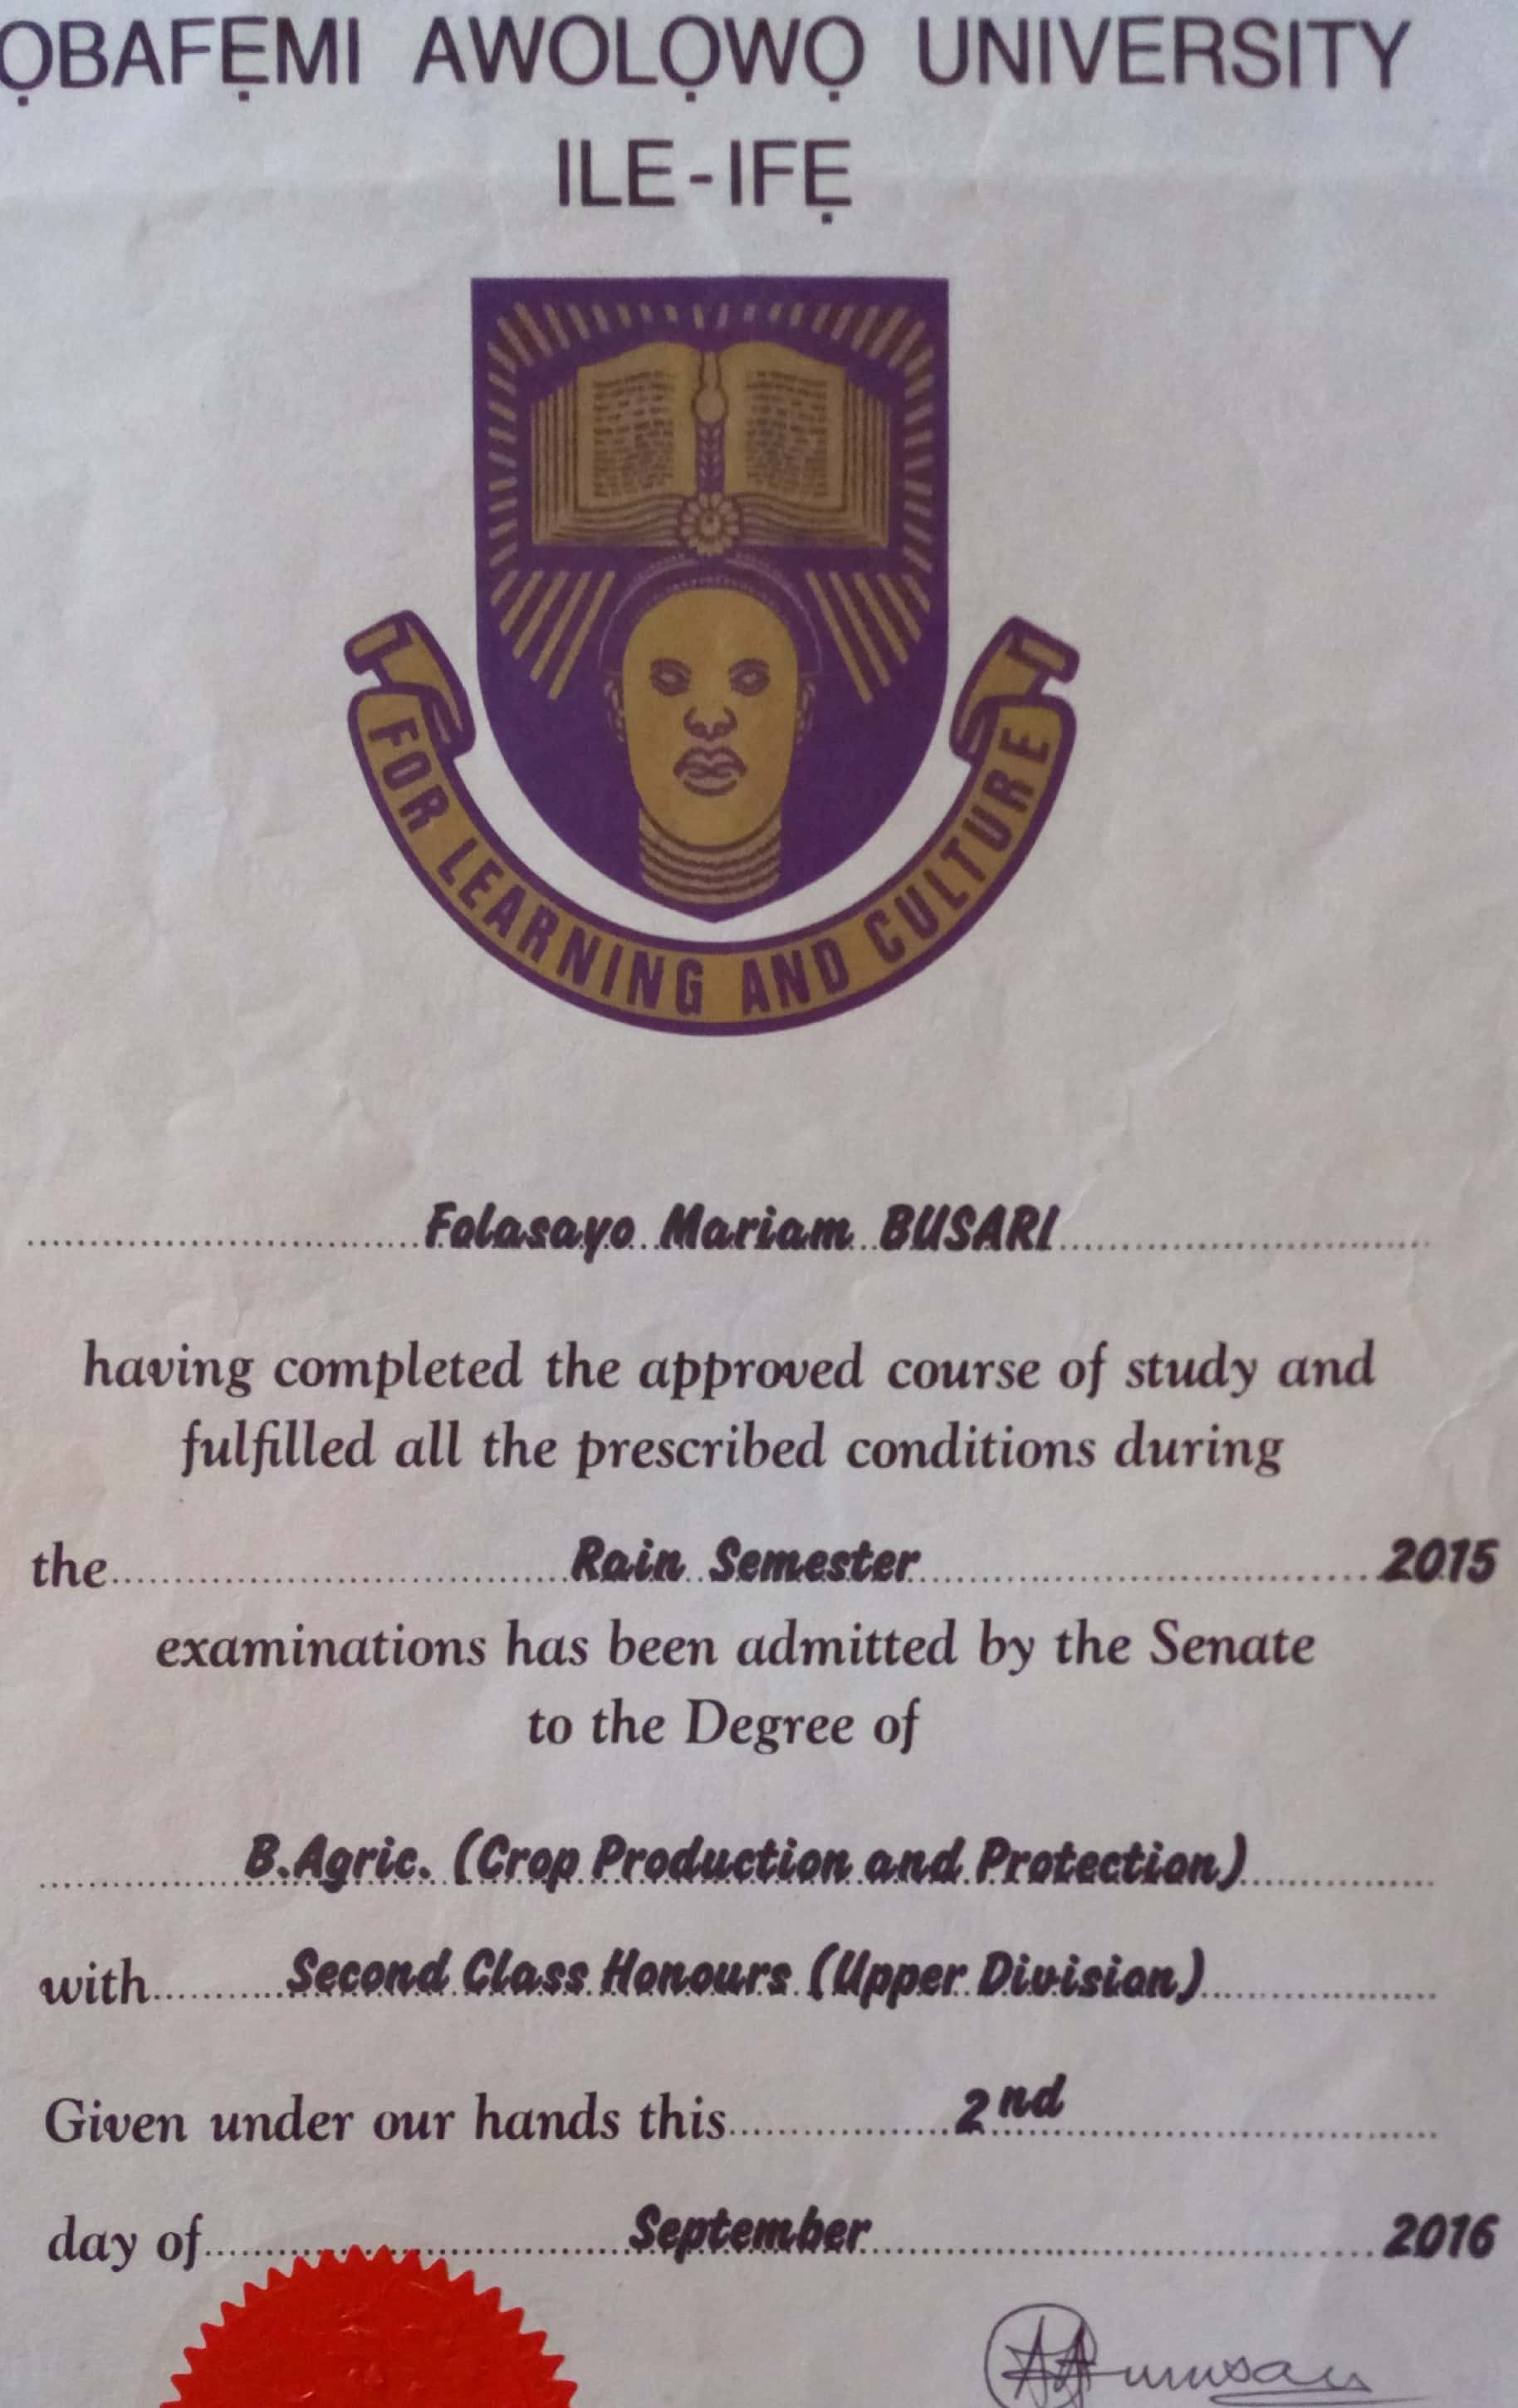 ỌBAFẸMI AWOLỌWỌ UNIVERSITY
ILE-IFẸ
FOR LEARNING AND CULTURE
Folasayo Mariam BUSARI
having completed the approved course of study and
fulfilled all the prescribed conditions during
the Rain Semester 2015
examinations has been admitted by the Senate
to the Degree of
B.Agric. (Crop Production and Protection)
with Second Class Honours (Upper Division)
Given under our hands this 2nd
day of September 2016